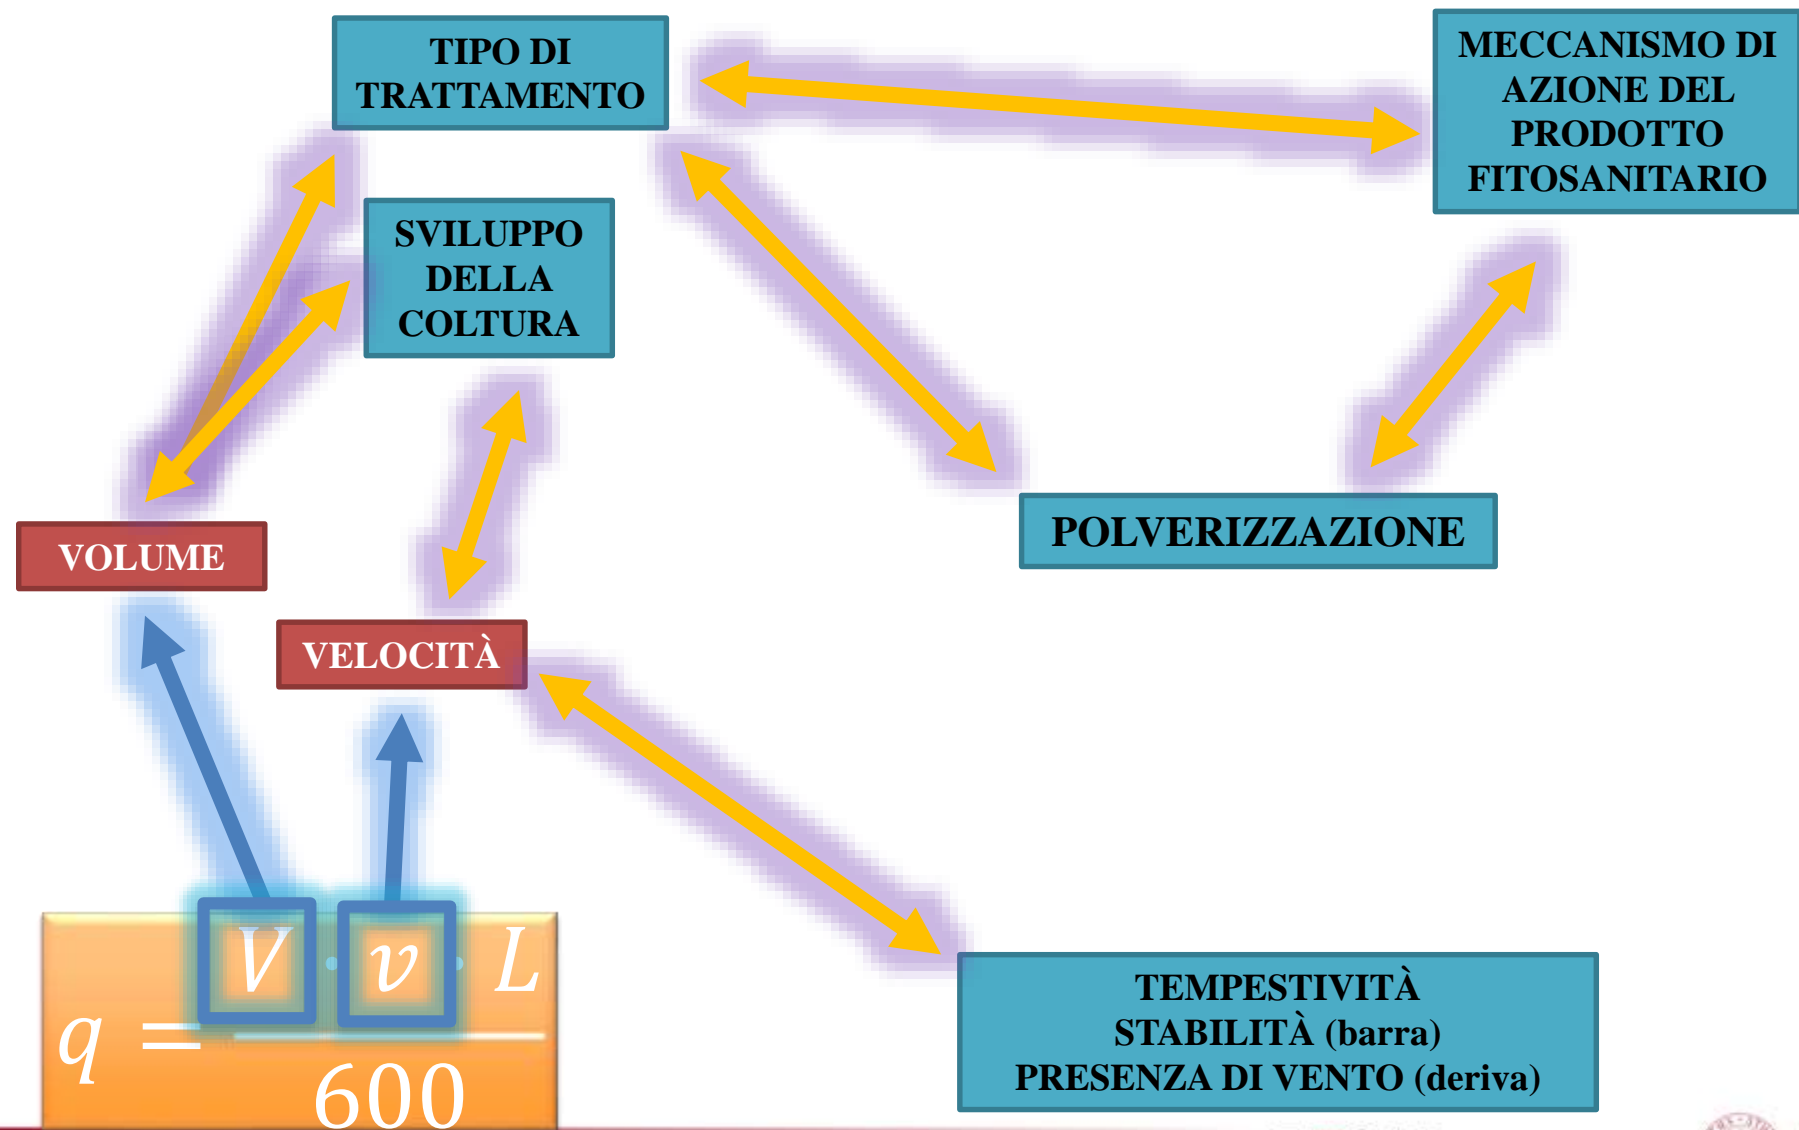 TIPO DI
TRATTAMENTO
MECCANISMO DI
AZIONE DEL
PRODOTTO
FITOSANITARIO
SVILUPPO
DELLA
COLTURA
VOLUME
POLVERIZZAZIONE
VELOCITÀ
q = V · v · L
600
TEMPESTIVITÀ
STABILITÀ (barra)
PRESENZA DI VENTO (deriva)